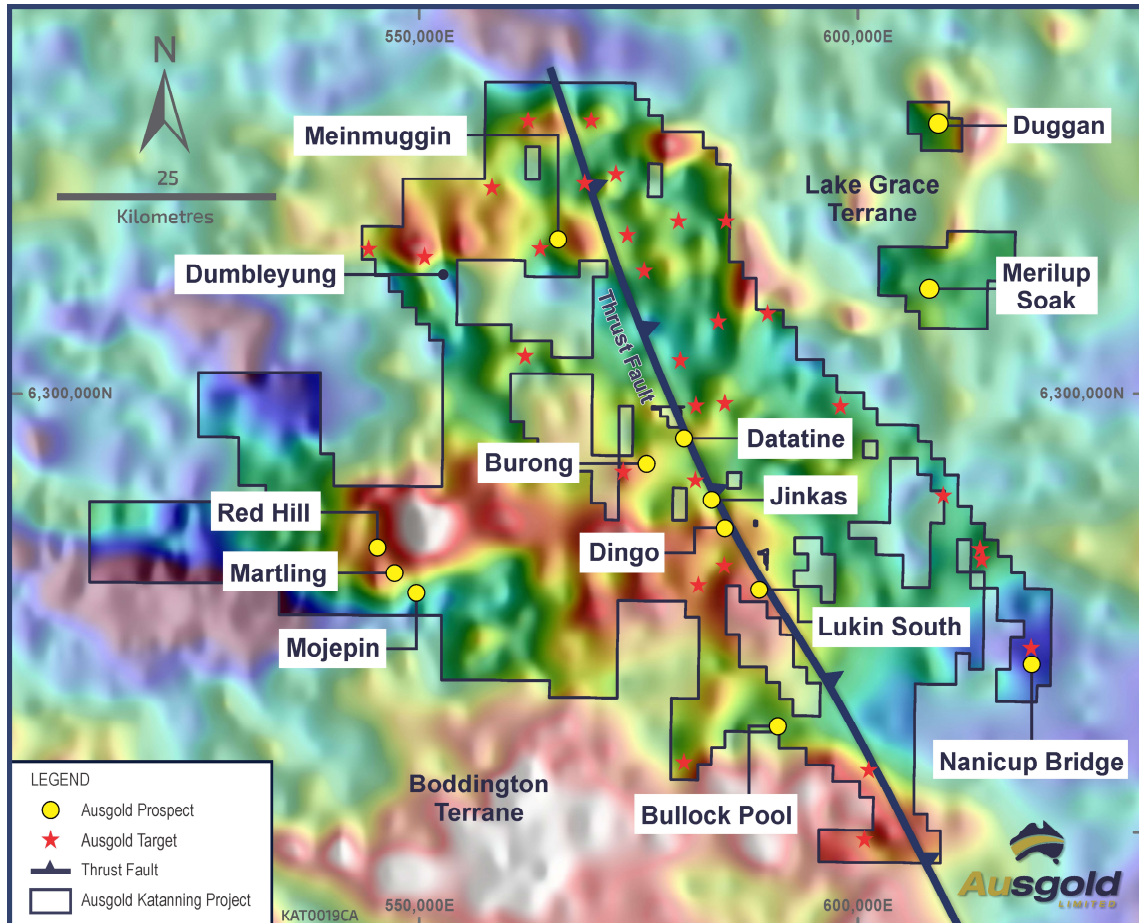 550,000E
600,000E
N
25
Kilometres
Meinmuggin
Duggan
Lake Grace
Terrane
Dumbleyung
Merilup
Soak
Thrust Fault
6,300,000N
6,300,000N
Datatine
Burong
Jinkas
Red Hill
Dingo
Martling
Lukin South
Mojepin
Nanicup Bridge
Boddington
Terrane
Bullock Pool
LEGEND
Ausgold Prospect
Ausgold Target
Thrust Fault
Ausgold Katanning Project
KAT0019CA
550,000E
600,000E
Ausgold
LIMITED